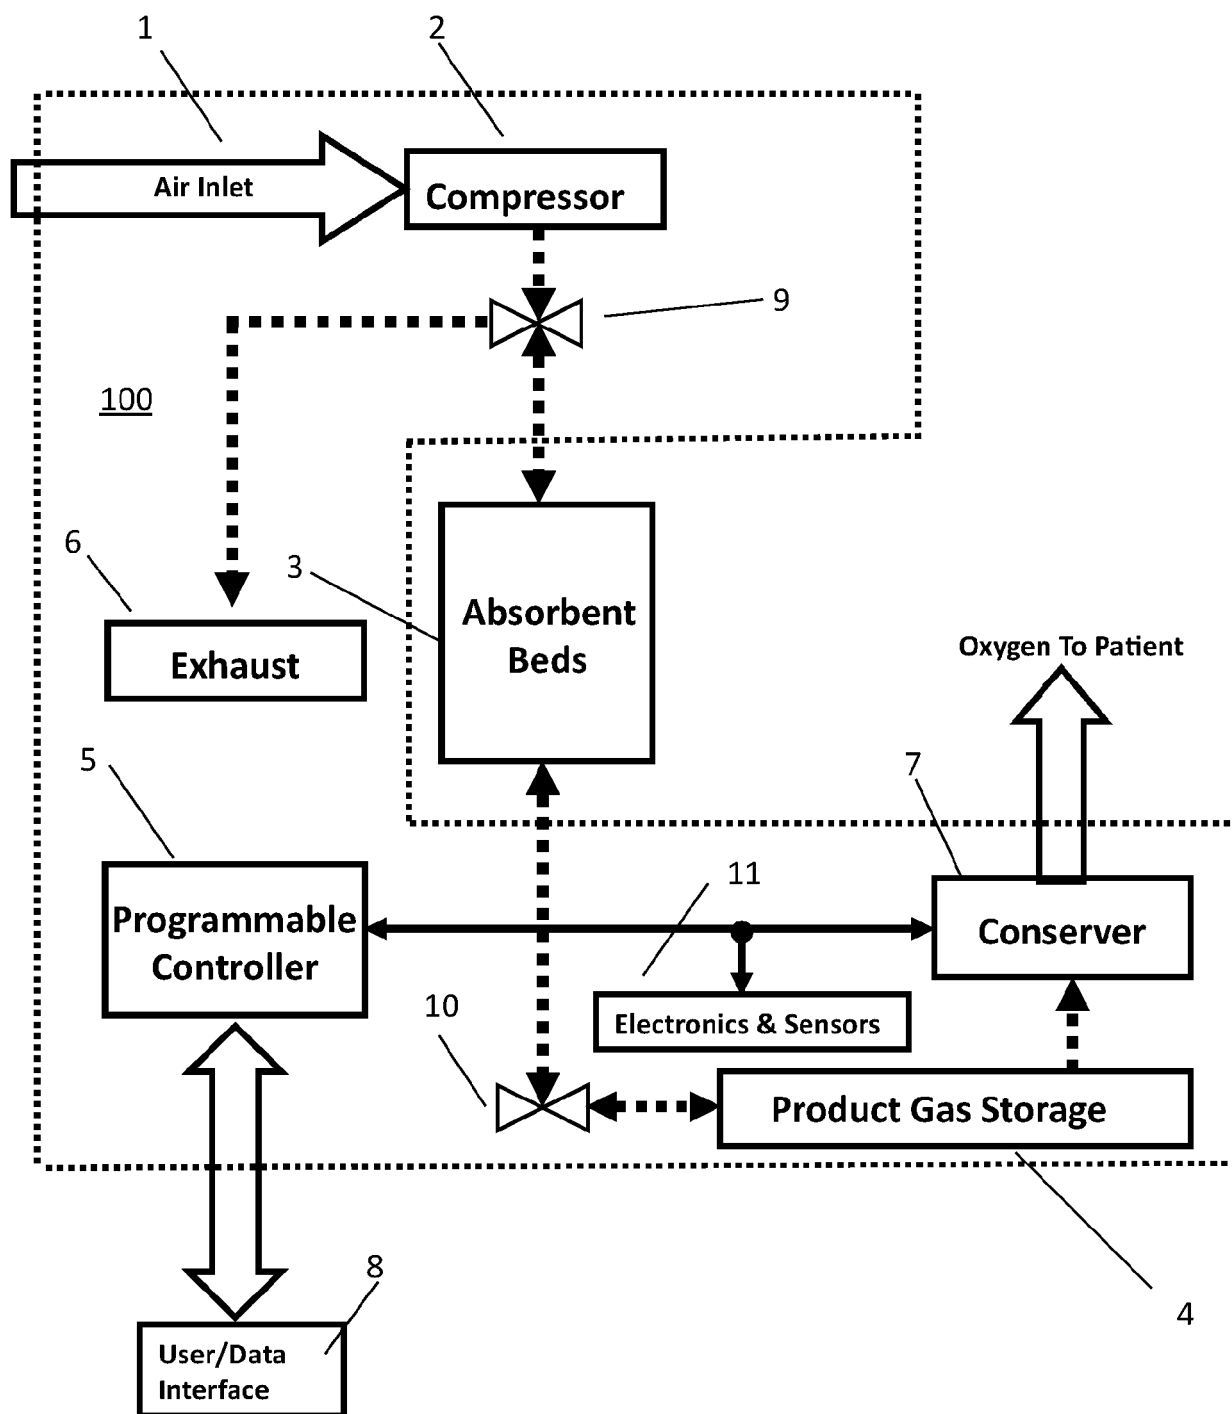 1
2
Air Inlet
Compressor
9
100
6
3
Absorbent
Beds
Exhaust
Oxygen To Patient
5
7
11
Programmable
Controller
Conserver
10
Electronics & Sensors
Product Gas Storage
8
4
User/Data
Interface